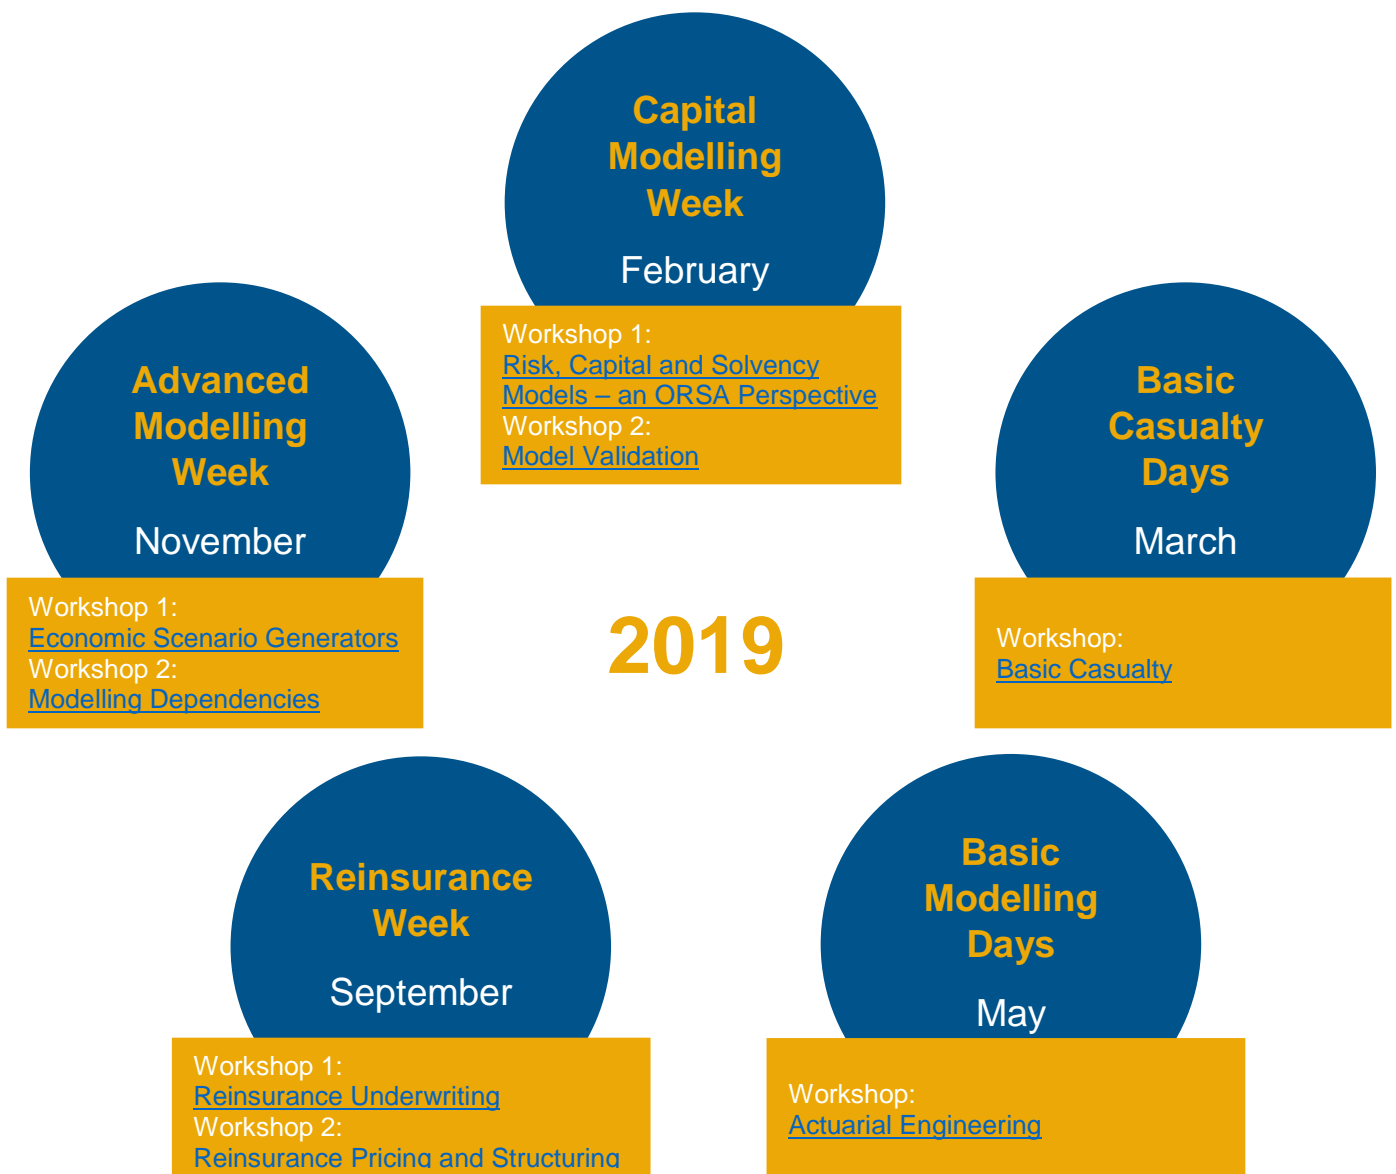 Capital
Modelling
Week
February
Workshop 1:
Risk, Capital and Solvency
Models – an ORSA Perspective
Workshop 2:
Model Validation
Advanced
Modelling
Week
November
Workshop 1:
Economic Scenario Generators
Workshop 2:
Modelling Dependencies
2019
Basic
Casualty
Days
March
Workshop:
Basic Casualty
Reinsurance
Week
September
Workshop 1:
Reinsurance Underwriting
Workshop 2:
Reinsurance Pricing and Structuring
Basic
Modelling
Days
May
Workshop:
Actuarial Engineering